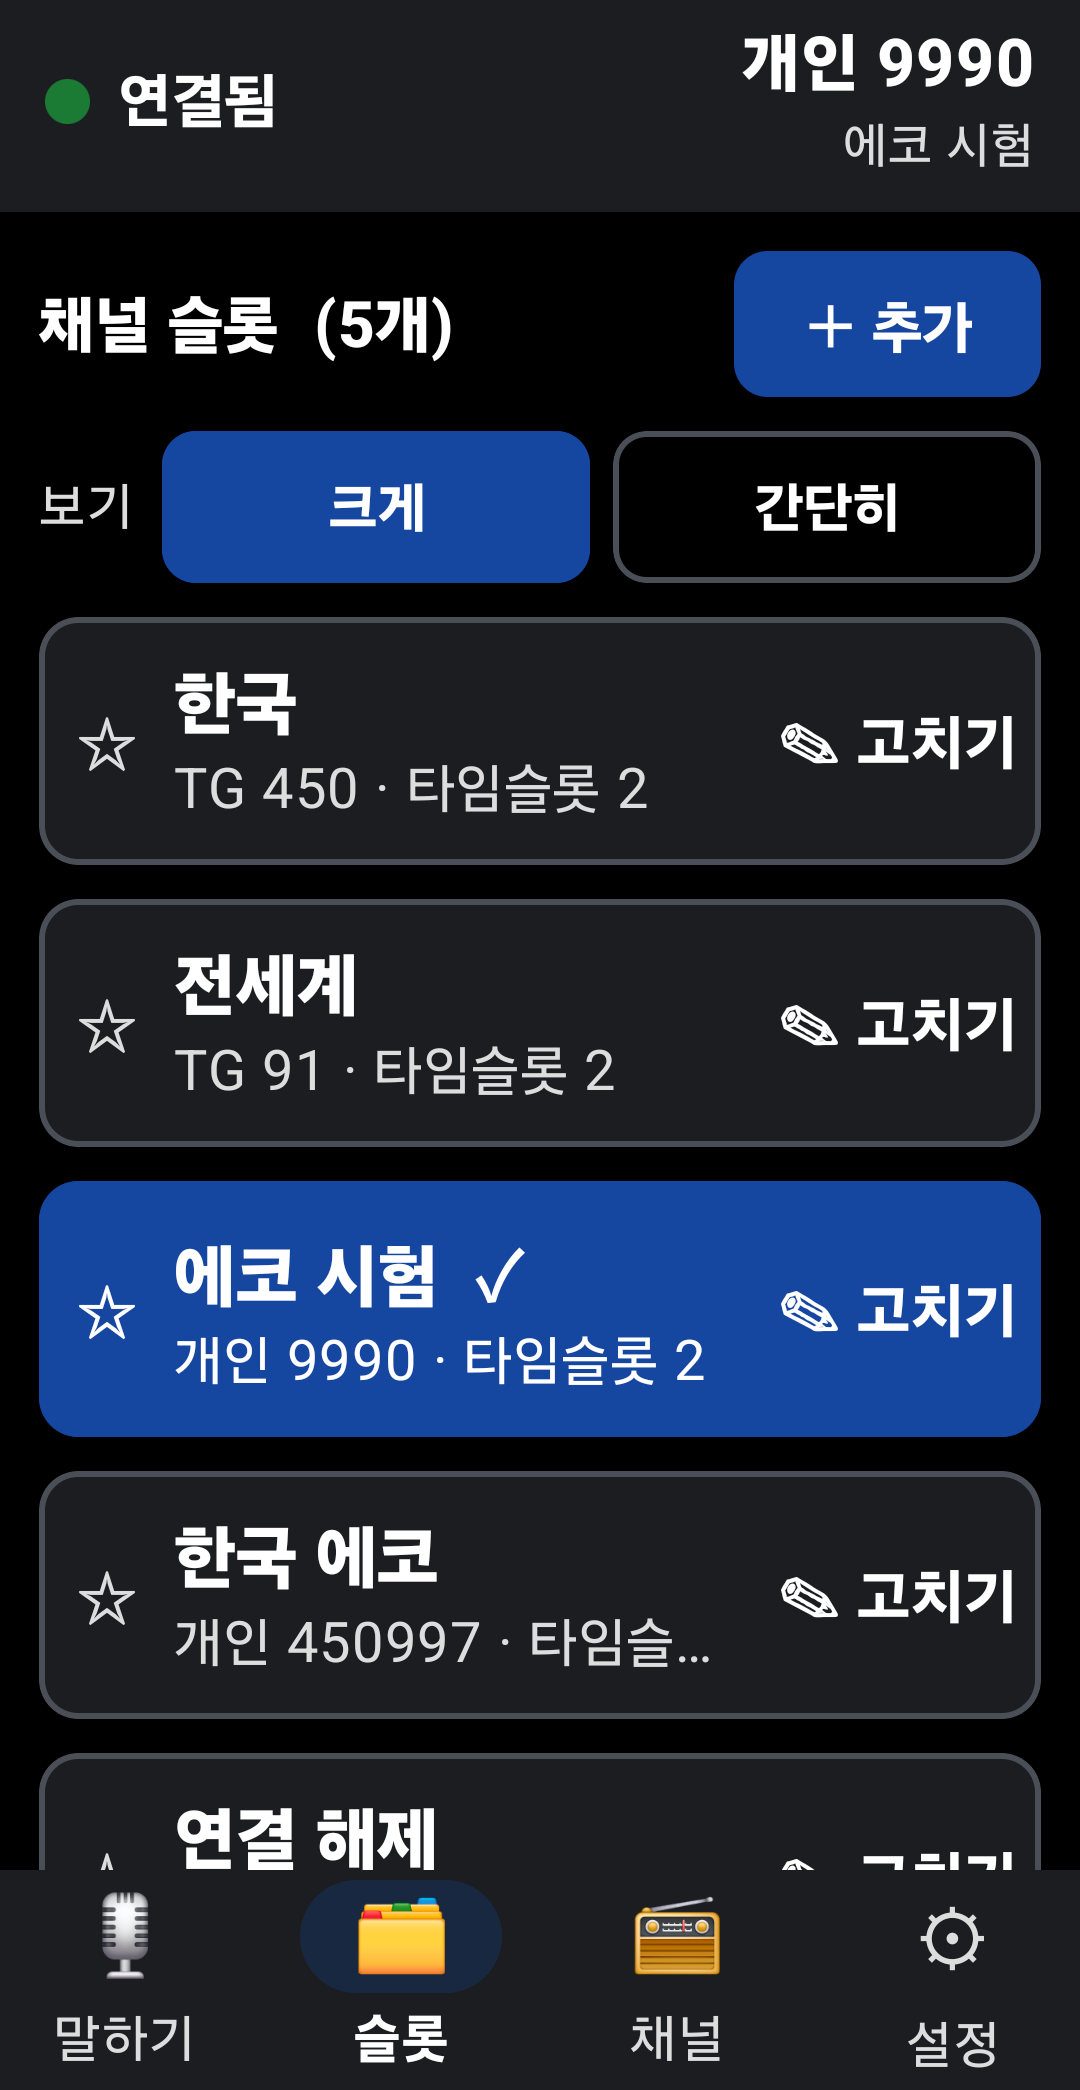 연결됨
개인 9990
에코 시험
채널 슬롯 (5개)
+ 추가
보기
크게
간단히
☆ 한국
TG 450 · 타임슬롯 2
✏ 고치기
☆ 전세계
TG 91 · 타임슬롯 2
✏ 고치기
☆ 에코 시험 ✓
개인 9990 · 타임슬롯 2
✏ 고치기
☆ 한국 에코
개인 450997 · 타임슬...
✏ 고치기
연결 해제
말하기
슬롯
채널
설정